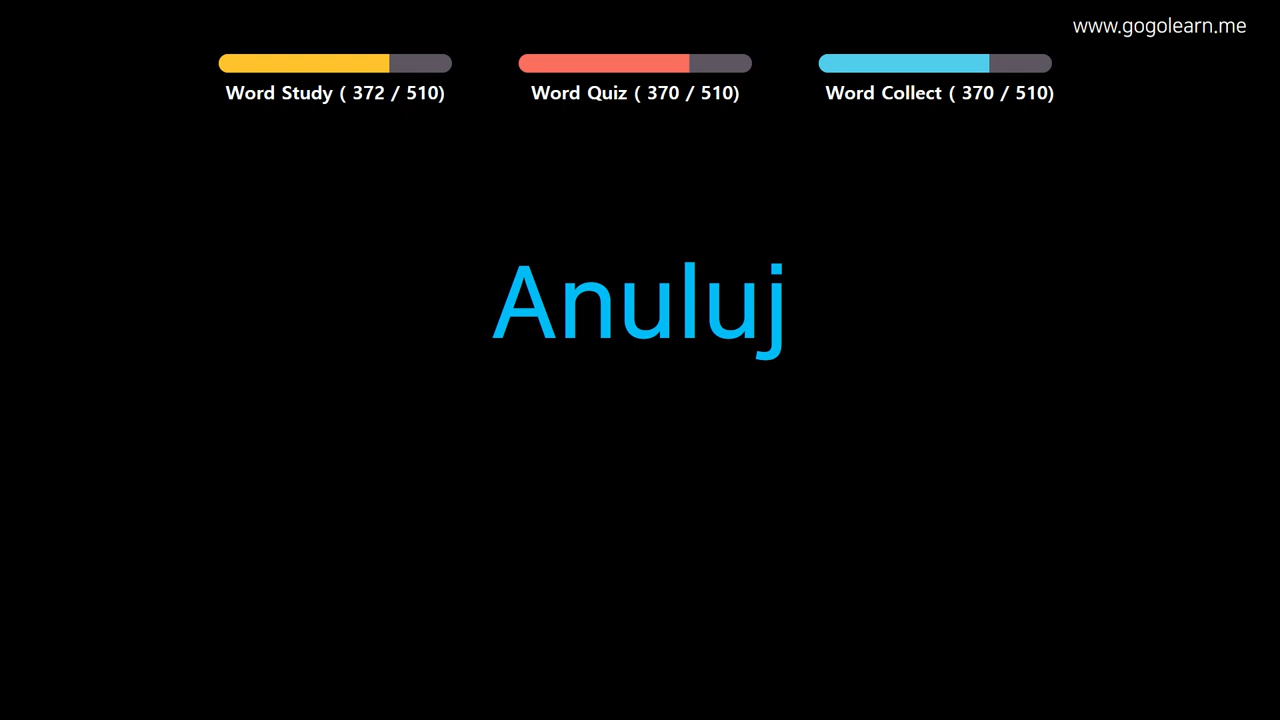 www.gogolearn.me
Word Study ( 372 / 510)
Word Quiz ( 370 / 510)
Word Collect ( 370 / 510)
Anuluj